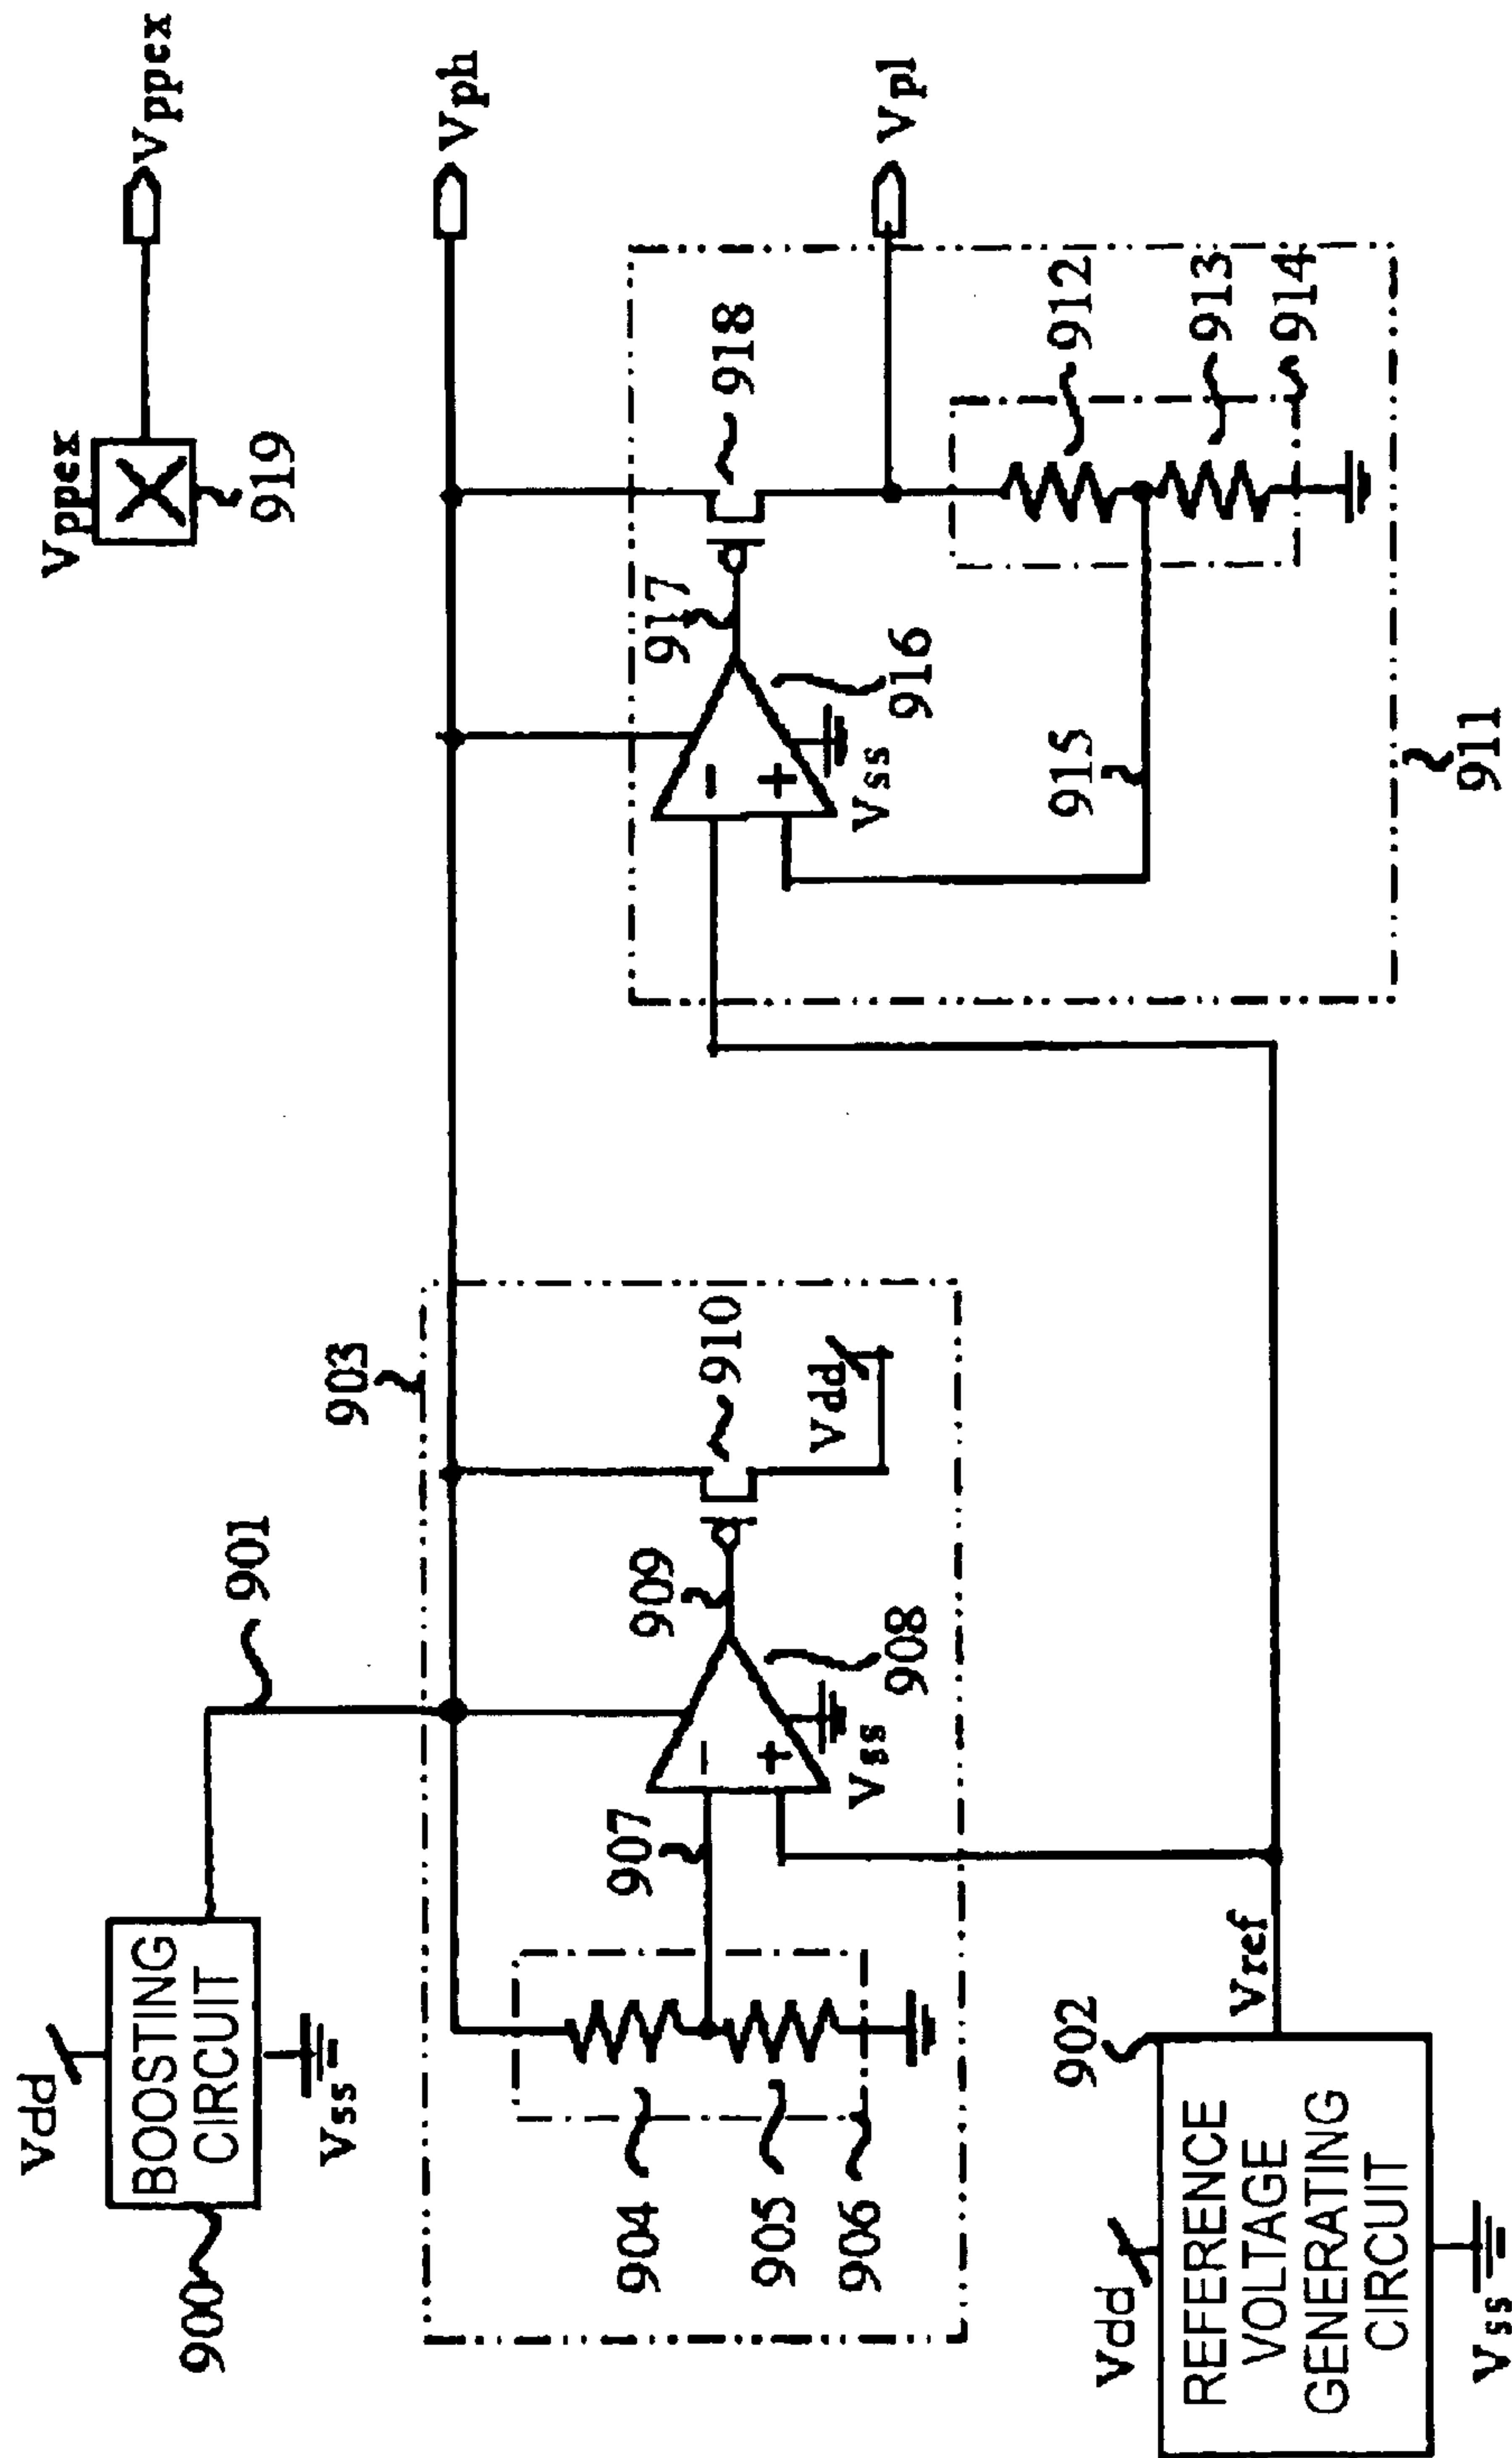 Vdd
BOOSTING
CIRCUIT
900
Vss
901
903
904
905
906
907
908
Vss
909
910
Vdd
REFERENCE
VOLTAGE
GENERATING
CIRCUIT
Vdd
Vss
902
Vref
Vppex
919
Vppex
Vph
Vpl
918
917
916
Vss
915
912
913
914
911